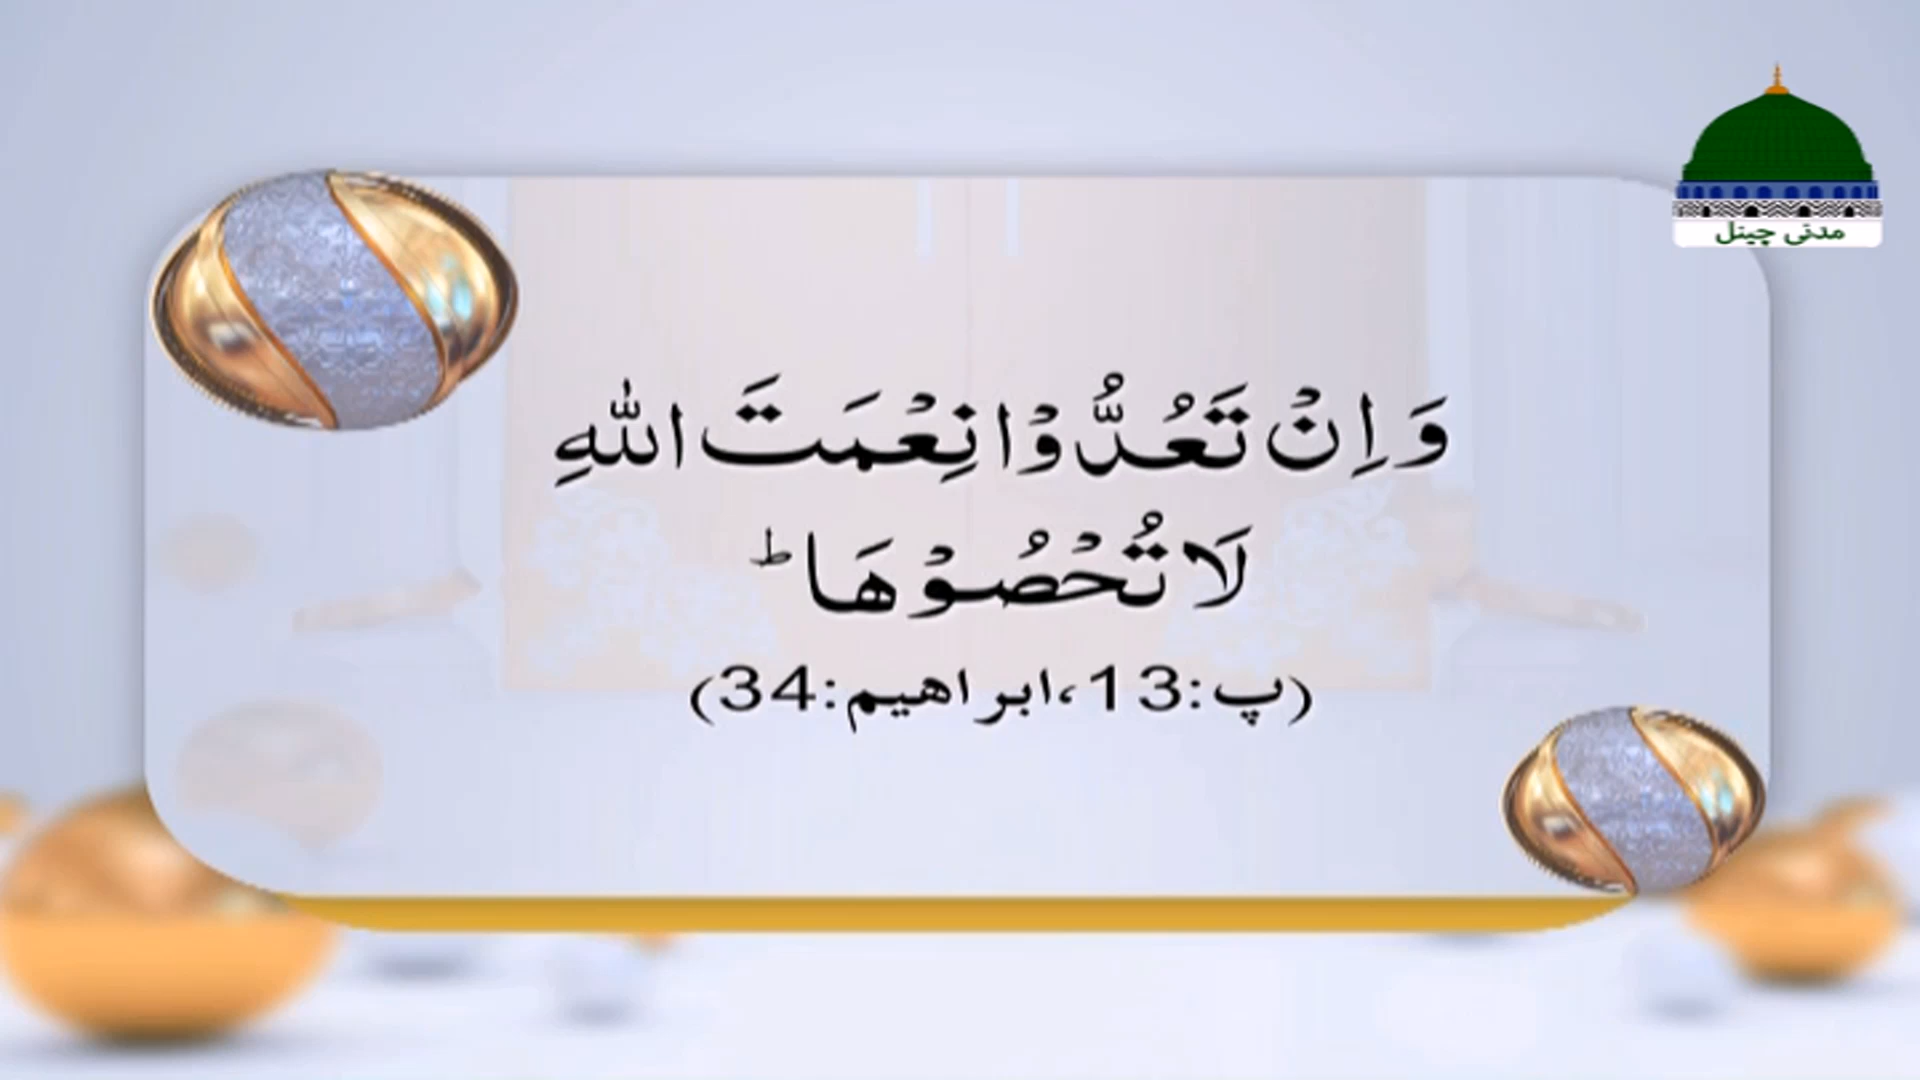 مدنی چینل
وَ اِنْ تَعُدُّوْا نِعْمَتَ اللّٰهِ
لَا تُحْصُوْهَا ؕ
(پ:13،ابراھیم:34)